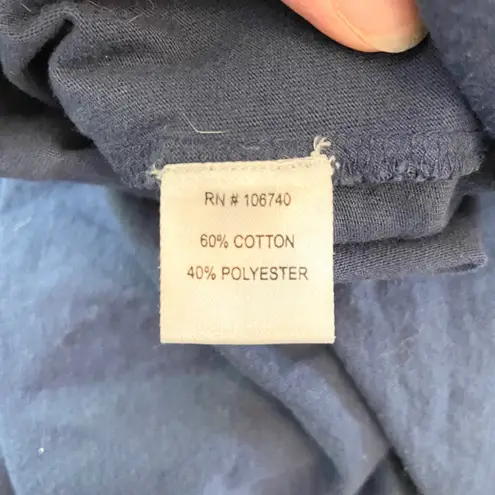 RN # 106740
60% COTTON
40% POLYESTER